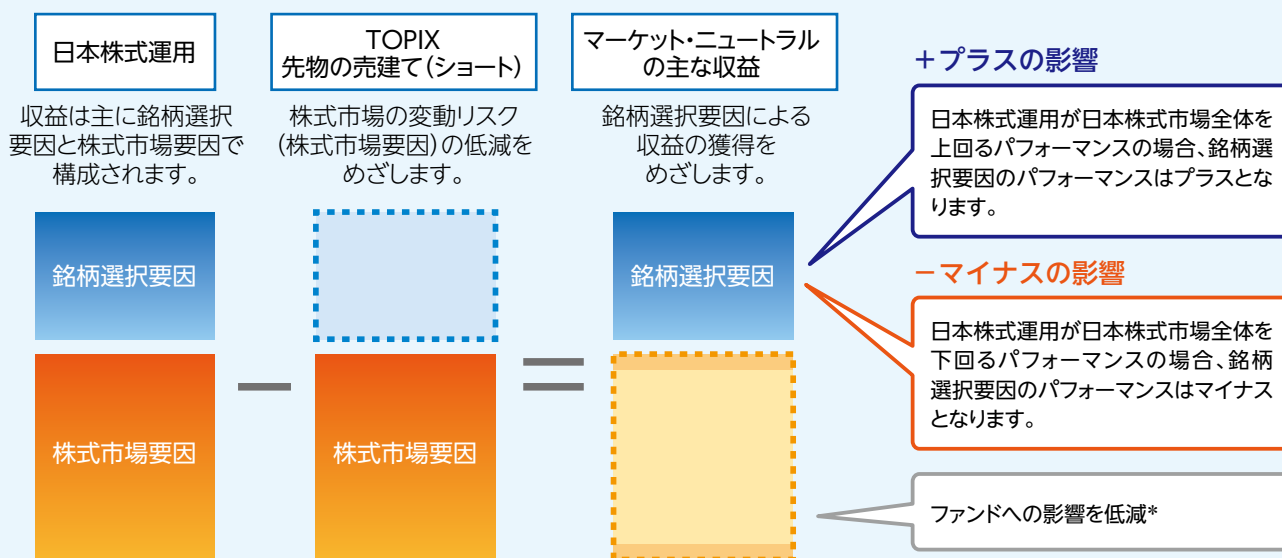 日本株式運用
収益は主に銘柄選択
要因と株式市場要因で
構成されます。
銘柄選択要因
株式市場要因
TOPIX
先物の売建て(ショート)
株式市場の変動リスク
(株式市場要因)の低減を
めざします。
株式市場要因
マーケット・ニュートラル
の主な収益
銘柄選択要因による
収益の獲得を
めざします。
銘柄選択要因
+プラスの影響
日本株式運用が日本株式市場全体を
上回るパフォーマンスの場合、銘柄選
択要因のパフォーマンスはプラスとな
ります。
-マイナスの影響
日本株式運用が日本株式市場全体を
下回るパフォーマンスの場合、銘柄
選択要因のパフォーマンスはマイナス
となります。
ファンドへの影響を低減*